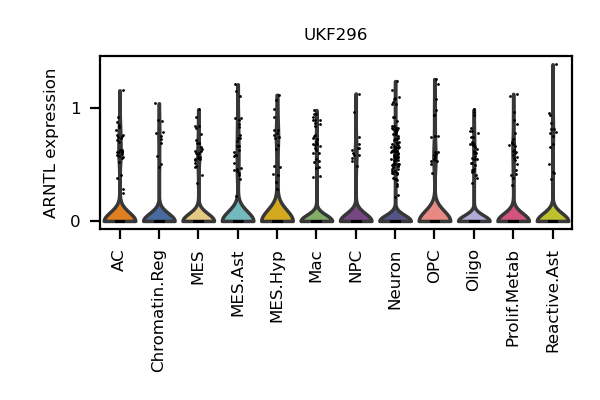 UKF296
ARNTL expression
1
0
AC
Chromatin.Reg
MES
MES.Ast
MES.Hyp
Mac
NPC
Neuron
OPC
Oligo
Prolif.Metab
Reactive.Ast